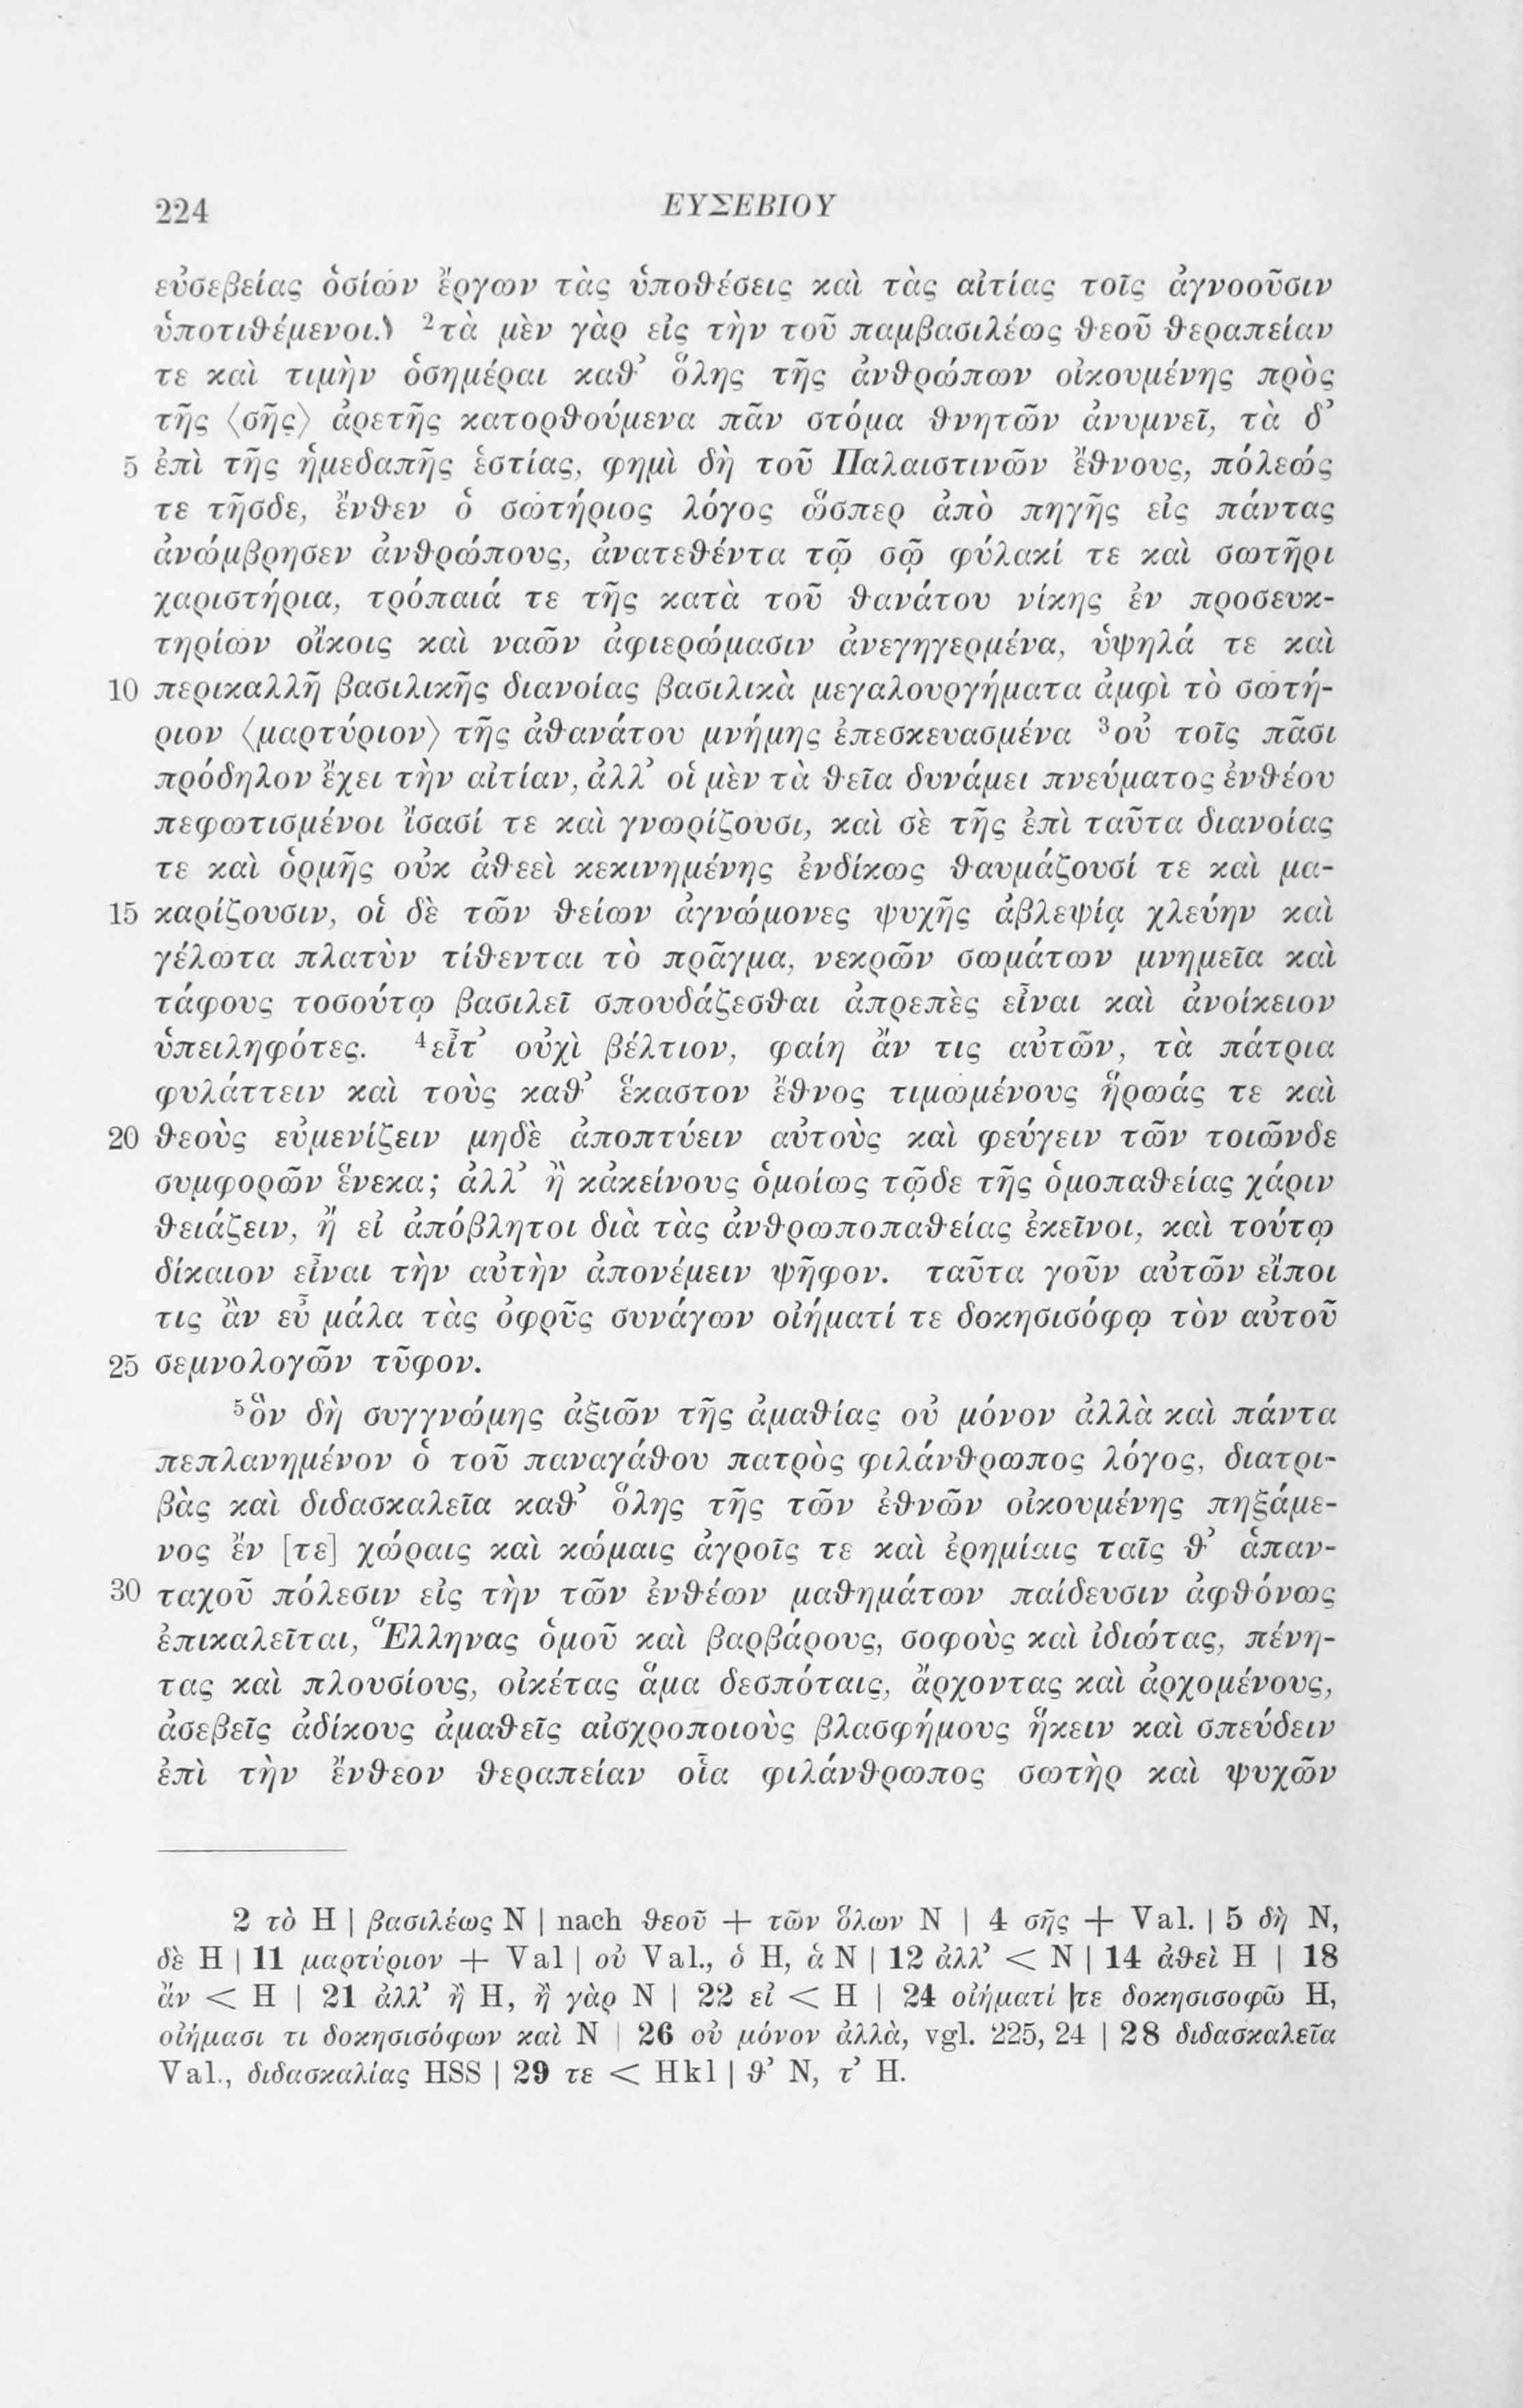 224 ΕΥΣΕΒΙΟΥ
εὐσεβείας ὁσίων ἔργων τὰς ὑποθέσεις καὶ τὰς αἰτίας τοῖς ἀγνοοῦσιν
ὑποτιθέμενοι.) ²τὰ μὲν γὰρ εἰς τὴν τοῦ παμβασιλέως θεοῦ θεραπείαν
τε καὶ τιμὴν ὁσημέραι καθ’ ὅλης τῆς ἀνθρώπων οἰκουμένης πρὸς
τῆς ⟨σῆς⟩ ἀρετῆς κατορθούμενα πᾶν στόμα θνητῶν ἀνυμνεῖ, τὰ δ’
5 ἐπὶ τῆς ἡμεδαπῆς ἑστίας, φημὶ δὴ τοῦ Παλαιστινῶν ἔθνους, πόλεώς
τε τῆσδε, ἔνθεν ὁ σωτήριος λόγος ὥσπερ ἀπὸ πηγῆς εἰς πάντας
ἀνώμβρησεν ἀνθρώπους, ἀνατεθέντα τῷ σῷ φύλακί τε καὶ σωτῆρι
χαριστήρια, τρόπαιά τε τῆς κατὰ τοῦ θανάτου νίκης ἐν προσευκ-
τηρίων οἴκοις καὶ ναῶν ἀφιερώμασιν ἀνεγηγερμένα, ὑψηλά τε καὶ
10 περικαλλῆ βασιλικῆς διανοίας βασιλικὰ μεγαλουργήματα ἀμφὶ τὸ σωτή-
ριον ⟨μαρτύριον⟩ τῆς ἀθανάτου μνήμης ἐπεσκευασμένα ³οὐ τοῖς πᾶσι
πρόδηλον ἔχει τὴν αἰτίαν, ἀλλ’ οἱ μὲν τὰ θεῖα δυνάμει πνεύματος ἐνθέου
πεφωτισμένοι ἴσασί τε καὶ γνωρίζουσι, καὶ σὲ τῆς ἐπὶ ταῦτα διανοίας
τε καὶ ὁρμῆς οὐκ ἀθεεὶ κεκινημένης ἐνδίκως θαυμάζουσί τε καὶ μα-
15 καρίζουσιν, οἱ δὲ τῶν θείων ἀγνώμονες ψυχῆς ἀβλεψίᾳ χλεύην καὶ
γέλωτα πλατὺν τίθενται τὸ πρᾶγμα, νεκρῶν σωμάτων μνημεῖα καὶ
τάφους τοσούτῳ βασιλεῖ σπουδάζεσθαι ἀπρεπὲς εἶναι καὶ ἀνοίκειον
ὑπειληφότες. ⁴εἶτ’ οὐχὶ βέλτιον, φαίη ἄν τις αὐτῶν, τὰ πάτρια
φυλάττειν καὶ τοὺς καθ’ ἕκαστον ἔθνος τιμωμένους ἥρωάς τε καὶ
20 θεοὺς εὐμενίζειν μηδὲ ἀποπτύειν αὐτοὺς καὶ φεύγειν τῶν τοιῶνδε
συμφορῶν ἕνεκα; ἀλλ’ ἢ κἀκείνους ὁμοίως τῷδε τῆς ὁμοπαθείας χάριν
θειάζειν, ἢ εἰ ἀπόβλητοι διὰ τὰς ἀνθρωποπαθείας ἐκεῖνοι, καὶ τούτῳ
δίκαιον εἶναι τὴν αὐτὴν ἀπονέμειν ψῆφον. ταῦτα γοῦν αὐτῶν εἴποι
τις ἂν εὖ μάλα τὰς ὀφρῦς συνάγων οἰήματί τε δοκησισόφῳ τὸν αὐτοῦ
25 σεμνολογῶν τῦφον.
⁵ὃν δὴ συγγνώμης ἀξιῶν τῆς ἀμαθίας οὐ μόνον ἀλλὰ καὶ πάντα
πεπλανημένον ὁ τοῦ παναγάθου πατρὸς φιλάνθρωπος λόγος, διατρι-
βὰς καὶ διδασκαλεῖα καθ’ ὅλης τῆς τῶν ἐθνῶν οἰκουμένης πηξάμε-
νος ἔν [τε] χώραις καὶ κώμαις ἀγροῖς τε καὶ ἐρημίαις ταῖς θ’ ἁπαν-
30 ταχοῦ πόλεσιν εἰς τὴν τῶν ἐνθέων μαθημάτων παίδευσιν ἀφθόνως
ἐπικαλεῖται, Ἕλληνας ὁμοῦ καὶ βαρβάρους, σοφοὺς καὶ ἰδιώτας, πένη-
τας καὶ πλουσίους, οἰκέτας ἅμα δεσπόταις, ἄρχοντας καὶ ἀρχομένους,
ἀσεβεῖς ἀδίκους ἀμαθεῖς αἰσχροποιοὺς βλασφήμους ἥκειν καὶ σπεύδειν
ἐπὶ τὴν ἔνθεον θεραπείαν οἷα φιλάνθρωπος σωτὴρ καὶ ψυχῶν
2 τὸ H | βασιλέως N | nach θεοῦ + τῶν ὅλων N | 4 σῆς + Val. | 5 δὴ N,
δὲ H | 11 μαρτύριον + Val | οὐ Val., ὁ H, ἁ N | 12 ἀλλ’ < N | 14 ἀθεὶ H | 18
ἄν < H | 21 ἀλλ’ ἢ H, ἢ γὰρ N | 22 εἰ < H | 24 οἰήματί |τε δοκησισοφῶ H,
οἰήμασι τι δοκησισόφων καὶ N | 26 οὐ μόνον ἀλλὰ, vgl. 225, 24 | 28 διδασκαλεῖα
Val., διδασκαλίας HSS | 29 τε < Hkl | θ’ N, τ’ H.